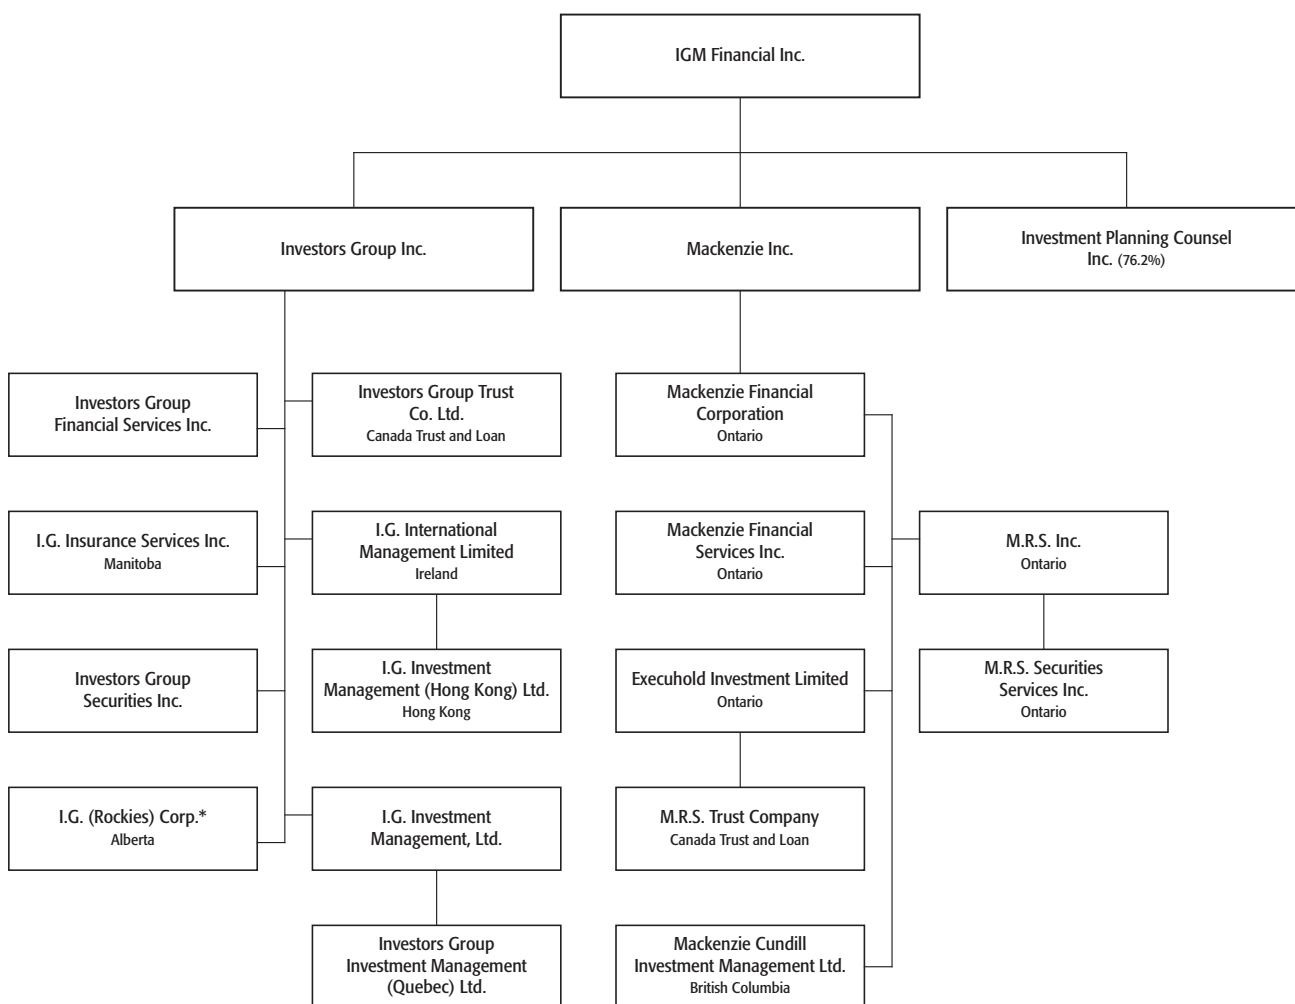 IGM Financial Inc.
Investors Group Inc.
Mackenzie Inc.
Investment Planning Counsel
Inc. (76.2%)
Investors Group
Financial Services Inc.
Investors Group Trust
Co. Ltd.
Canada Trust and Loan
Mackenzie Financial
Corporation
Ontario
I.G. Insurance Services Inc.
Manitoba
I.G. International
Management Limited
Ireland
Mackenzie Financial
Services Inc.
Ontario
M.R.S. Inc.
Ontario
Investors Group
Securities Inc.
I.G. Investment
Management (Hong Kong) Ltd.
Hong Kong
Execuhold Investment Limited
Ontario
M.R.S. Securities
Services Inc.
Ontario
I.G. (Rockies) Corp.*
Alberta
I.G. Investment
Management, Ltd.
M.R.S. Trust Company
Canada Trust and Loan
Investors Group
Investment Management
(Quebec) Ltd.
Mackenzie Cundill
Investment Management Ltd.
British Columbia